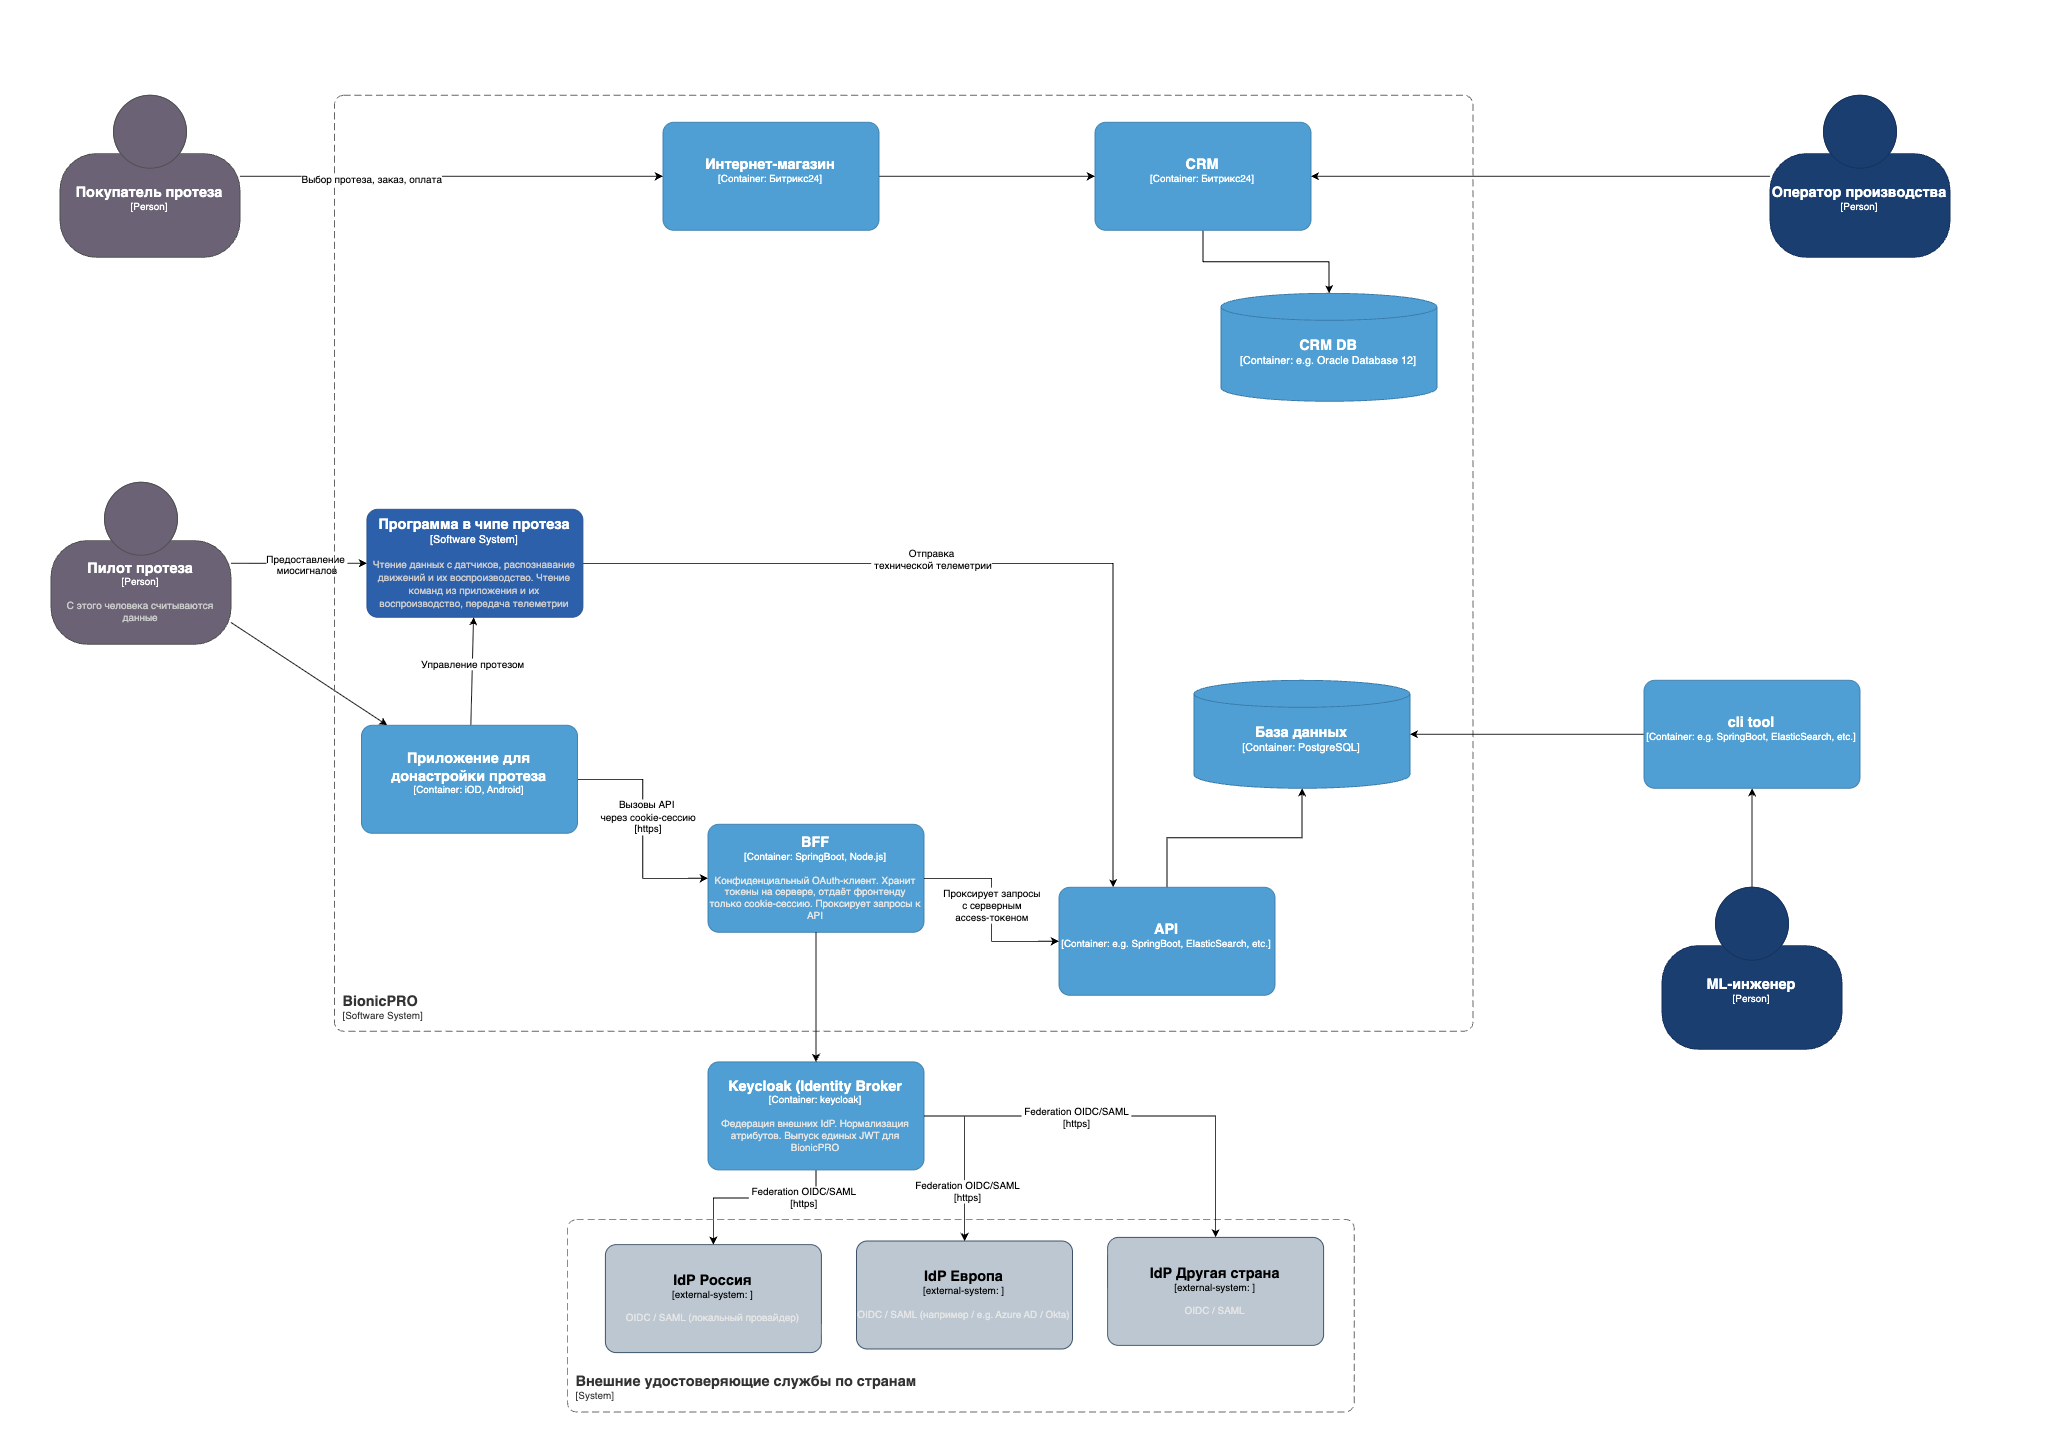 Покупатель протеза
[Person]
Выбор протеза, заказ, оплата
Интернет-магазин
[Container: Битрикс24]
CRM
[Container: Битрикс24]
Оператор производства
[Person]
CRM DB
[Container: e.g. Oracle Database 12]
Пилот протеза
[Person]
С этого человека считываются
данные
Предоставление
миосигналов
Программа в чипе протеза
[Software System]
Чтение данных с датчиков, распознавание
движений и их воспроизводство. Чтение
команд из приложения и их
воспроизводство, передача телеметрии
Отправка
технической телеметрии
Управление протезом
Приложение для
донастройки протеза
[Container: iOD, Android]
Вызовы API
через cookie-сессию
[https]
База данных
[Container: PostgreSQL]
cli tool
[Container: e.g. SpringBoot, ElasticSearch, etc.]
BFF
[Container: SpringBoot, Node.js]
Конфиденциальный OAuth-клиент. Хранит
токены на сервере, отдаёт фронтенду
только cookie-сессию. Проксирует запросы к
API
Проксирует запросы
с серверным
access-токеном
API
[Container: e.g. SpringBoot, ElasticSearch, etc.]
ML-инженер
[Person]
BionicPRO
[Software System]
Keycloak (Identity Broker
[Container: keycloak]
Федерация внешних IdP. Нормализация
атрибутов. Выпуск единых JWT для
BionicPRO
Federation OIDC/SAML
[https]
Federation OIDC/SAML
[https]
Federation OIDC/SAML
[https]
IdP Россия
[external-system: ]
OIDC / SAML (локальный провайдер)
IdP Европа
[external-system: ]
OIDC / SAML (например / e.g. Azure AD / Okta)
IdP Другая страна
[external-system: ]
OIDC / SAML
Внешние удостоверяющие службы по странам
[System]